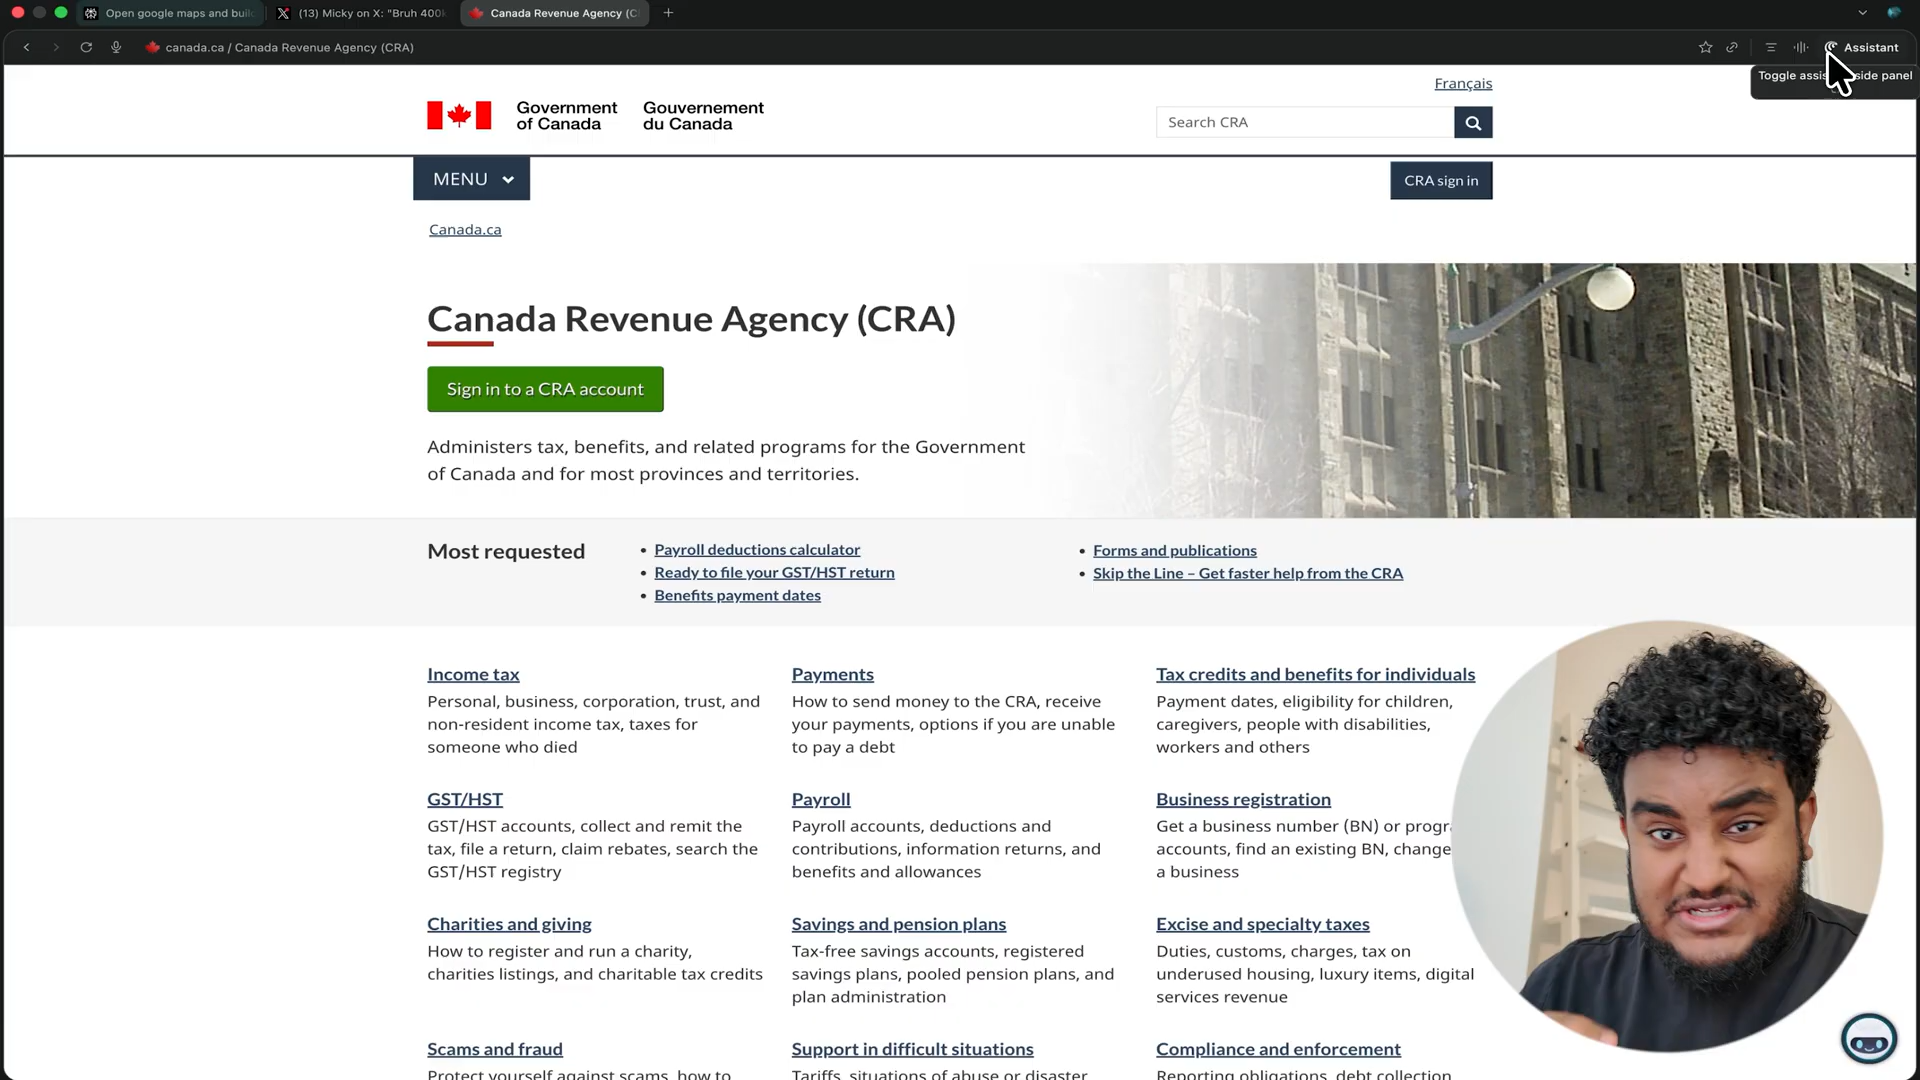 Open google maps and buil
(13) Micky on X: "Bruh 400k
Canada Revenue Agency (C
canada.ca / Canada Revenue Agency (CRA)
Assistant
Toggle assis side panel
Français
Government
of Canada
Gouvernement
du Canada
Search CRA
MENU
CRA sign in
Canada.ca
Canada Revenue Agency (CRA)
Sign in to a CRA account
Administers tax, benefits, and related programs for the Government
of Canada and for most provinces and territories.
Most requested
• Payroll deductions calculator
• Ready to file your GST/HST return
• Benefits payment dates
• Forms and publications
• Skip the Line – Get faster help from the CRA
Income tax
Personal, business, corporation, trust, and
non-resident income tax, taxes for
someone who died
Payments
How to send money to the CRA, receive
your payments, options if you are unable
to pay a debt
Tax credits and benefits for individuals
Payment dates, eligibility for children,
caregivers, people with disabilities,
workers and others
GST/HST
GST/HST accounts, collect and remit the
tax, file a return, claim rebates, search the
GST/HST registry
Payroll
Payroll accounts, deductions and
contributions, information returns, and
benefits and allowances
Business registration
Get a business number (BN) or progr
accounts, find an existing BN, change
a business
Charities and giving
How to register and run a charity,
charities listings, and charitable tax credits
Savings and pension plans
Tax-free savings accounts, registered
savings plans, pooled pension plans, and
plan administration
Excise and specialty taxes
Duties, customs, charges, tax on
underused housing, luxury items, digital
services revenue
Scams and fraud
Protect yourself against scams, how to
Support in difficult situations
Tariffs, situations of abuse or disaster,
Compliance and enforcement
Reporting obligations, debt collection,